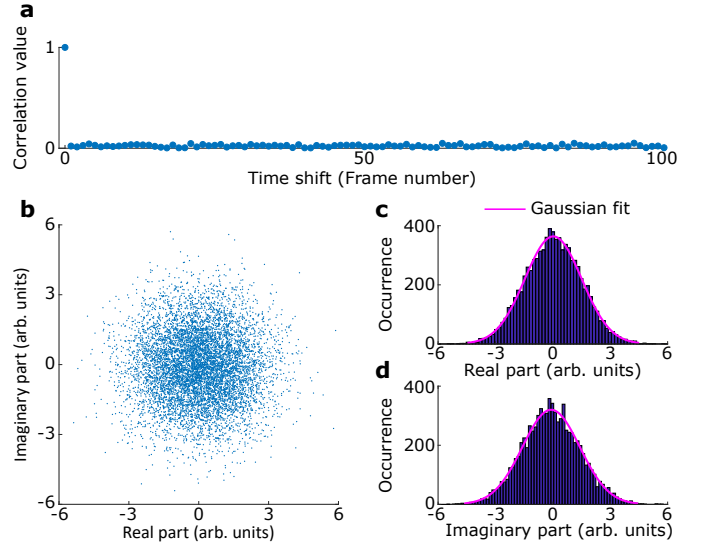 a
Correlation value
1
0
0
50
100
Time shift (Frame number)
b
Imaginary part (arb. units)
6
3
0
-3
-6
-6
-3
0
3
6
Real part (arb. units)
c
Gaussian fit
Occurrence
400
200
0
-6
-3
0
3
6
Real part (arb. units)
d
Occurrence
400
200
0
-6
-3
0
3
6
Imaginary part (arb. units)